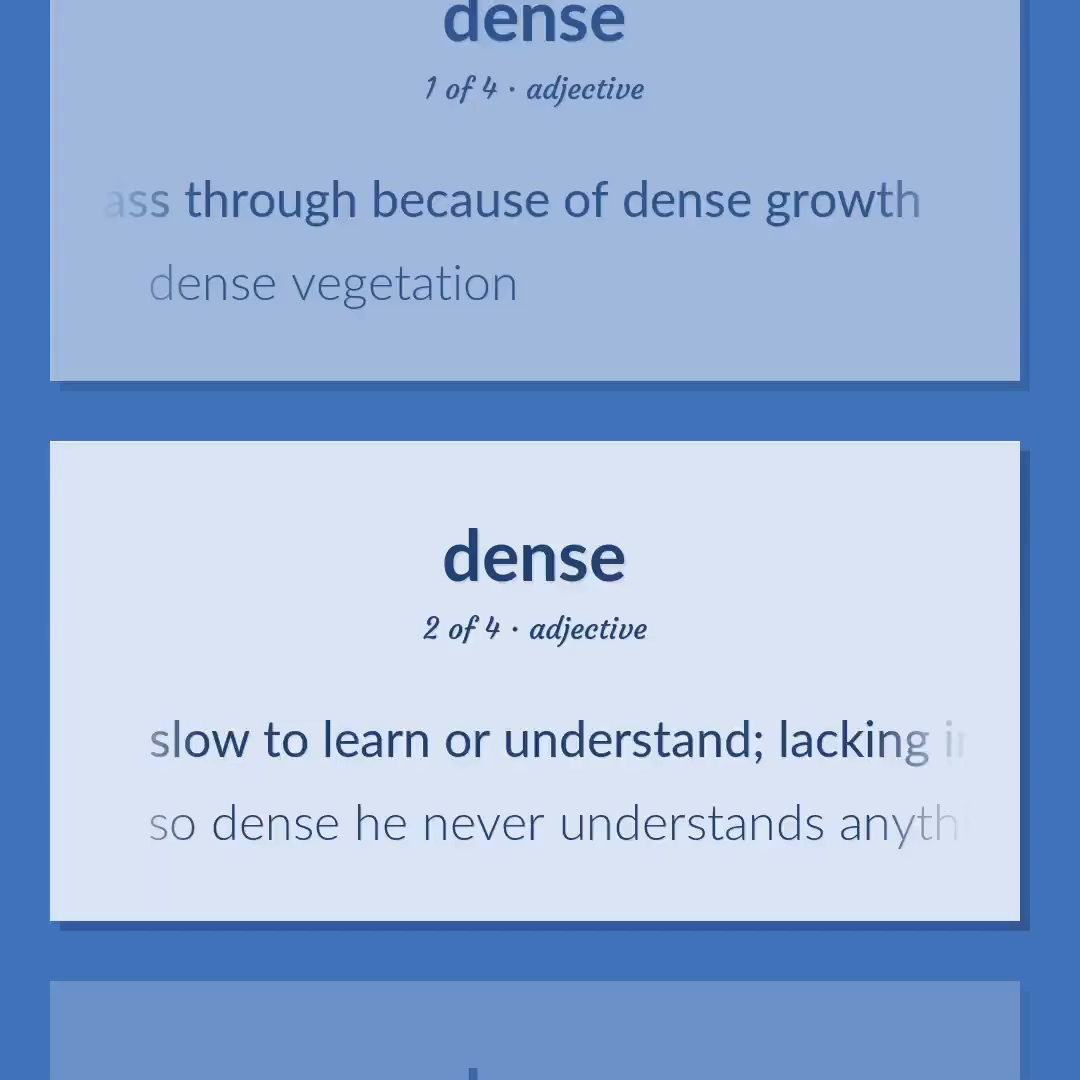 dense
1 of 4 · adjective
through because of dense growth
dense vegetation
dense
2 of 4 · adjective
slow to learn or understand; lacking
so dense he never understands